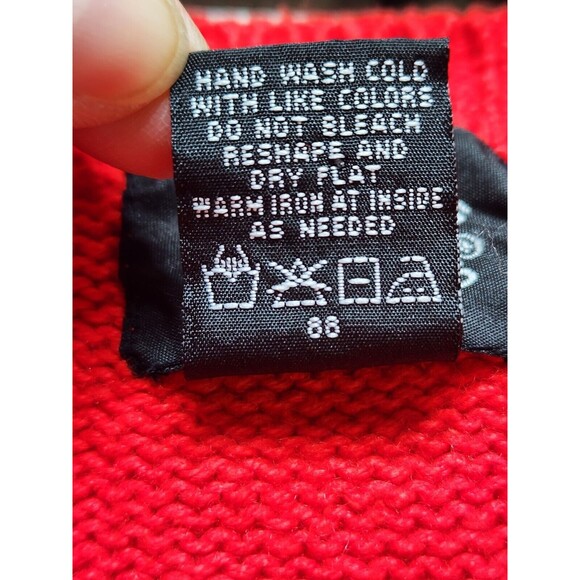 HAND WASH COLD
WITH LIKE COLORS
DO NOT BLEACH
RESHAPE AND
DRY FLAT
WARM IRON AT INSIDE
AS NEEDED
88